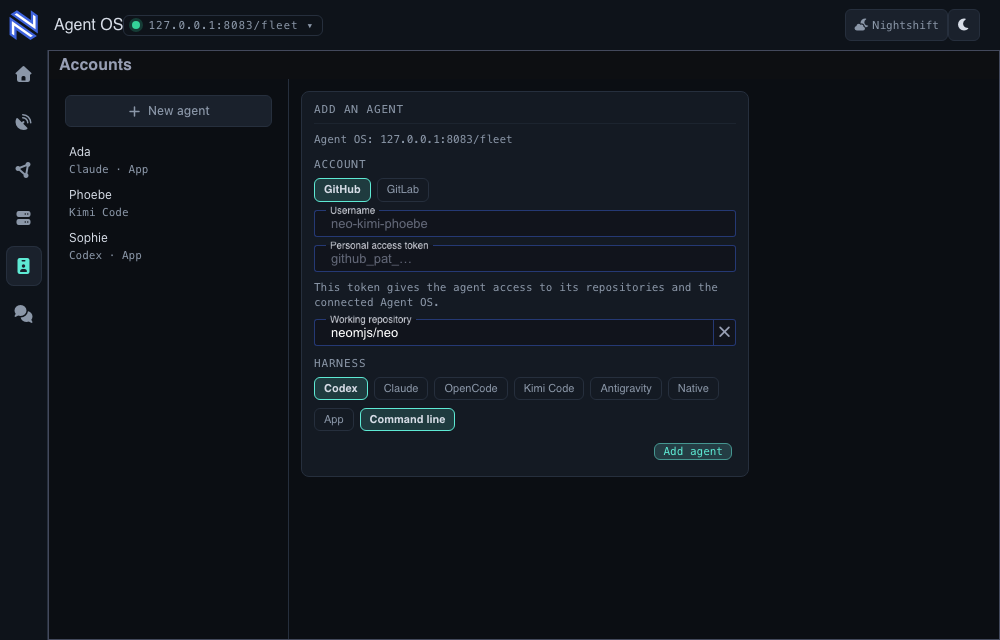 Agent OS 127.0.0.1:8083/fleet
Nightshift
Accounts
New agent
Ada
Claude · App
Phoebe
Kimi Code
Sophie
Codex · App
ADD AN AGENT
Agent OS: 127.0.0.1:8083/fleet
ACCOUNT
GitHub GitLab
Username
neo-kimi-phoebe
Personal access token
github_pat_...
This token gives the agent access to its repositories and the
connected Agent OS.
Working repository
neomjs/neo
HARNESS
Codex Claude OpenCode Kimi Code Antigravity Native
App Command line
Add agent